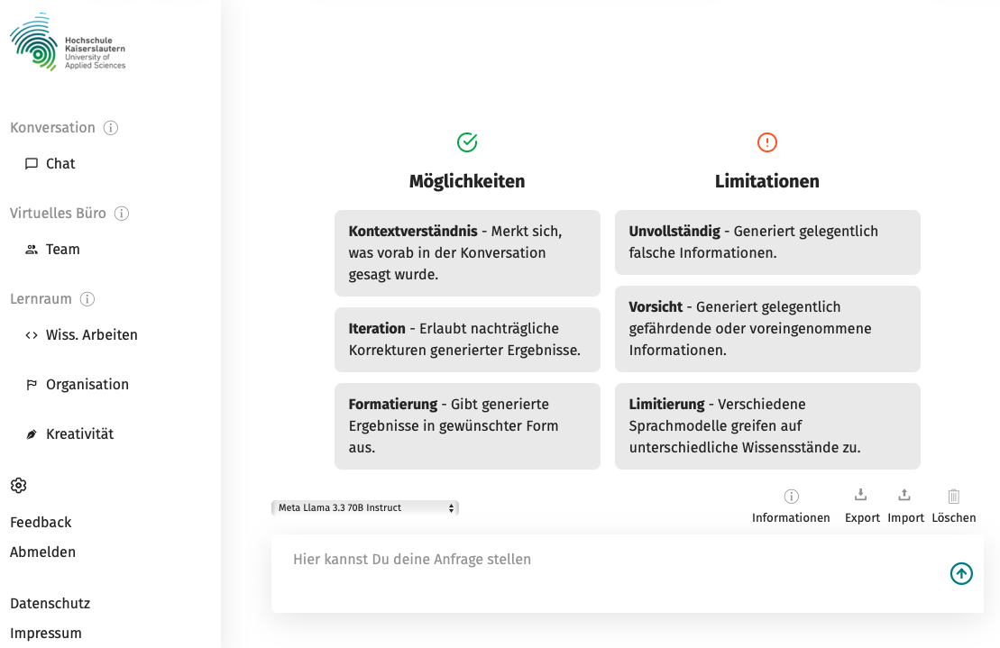 Hochschule
Kaiserslautern
University of
Applied Sciences
Konversation
Chat
Virtuelles Büro
Team
Lernraum
Wiss. Arbeiten
Organisation
Kreativität
Feedback
Abmelden
Datenschutz
Impressum
Möglichkeiten
Kontextverständnis - Merkt sich,
was vorab in der Konversation
gesagt wurde.
Iteration - Erlaubt nachträgliche
Korrekturen generierter Ergebnisse.
Formatierung - Gibt generierte
Ergebnisse in gewünschter Form
aus.
Limitationen
Unvollständig - Generiert gelegentlich
falsche Informationen.
Vorsicht - Generiert gelegentlich
gefährdende oder voreingenommene
Informationen.
Limitierung - Verschiedene
Sprachmodelle greifen auf
unterschiedliche Wissensstände zu.
Meta Llama 3.3 70B Instruct
Informationen Export Import Löschen
Hier kannst Du deine Anfrage stellen